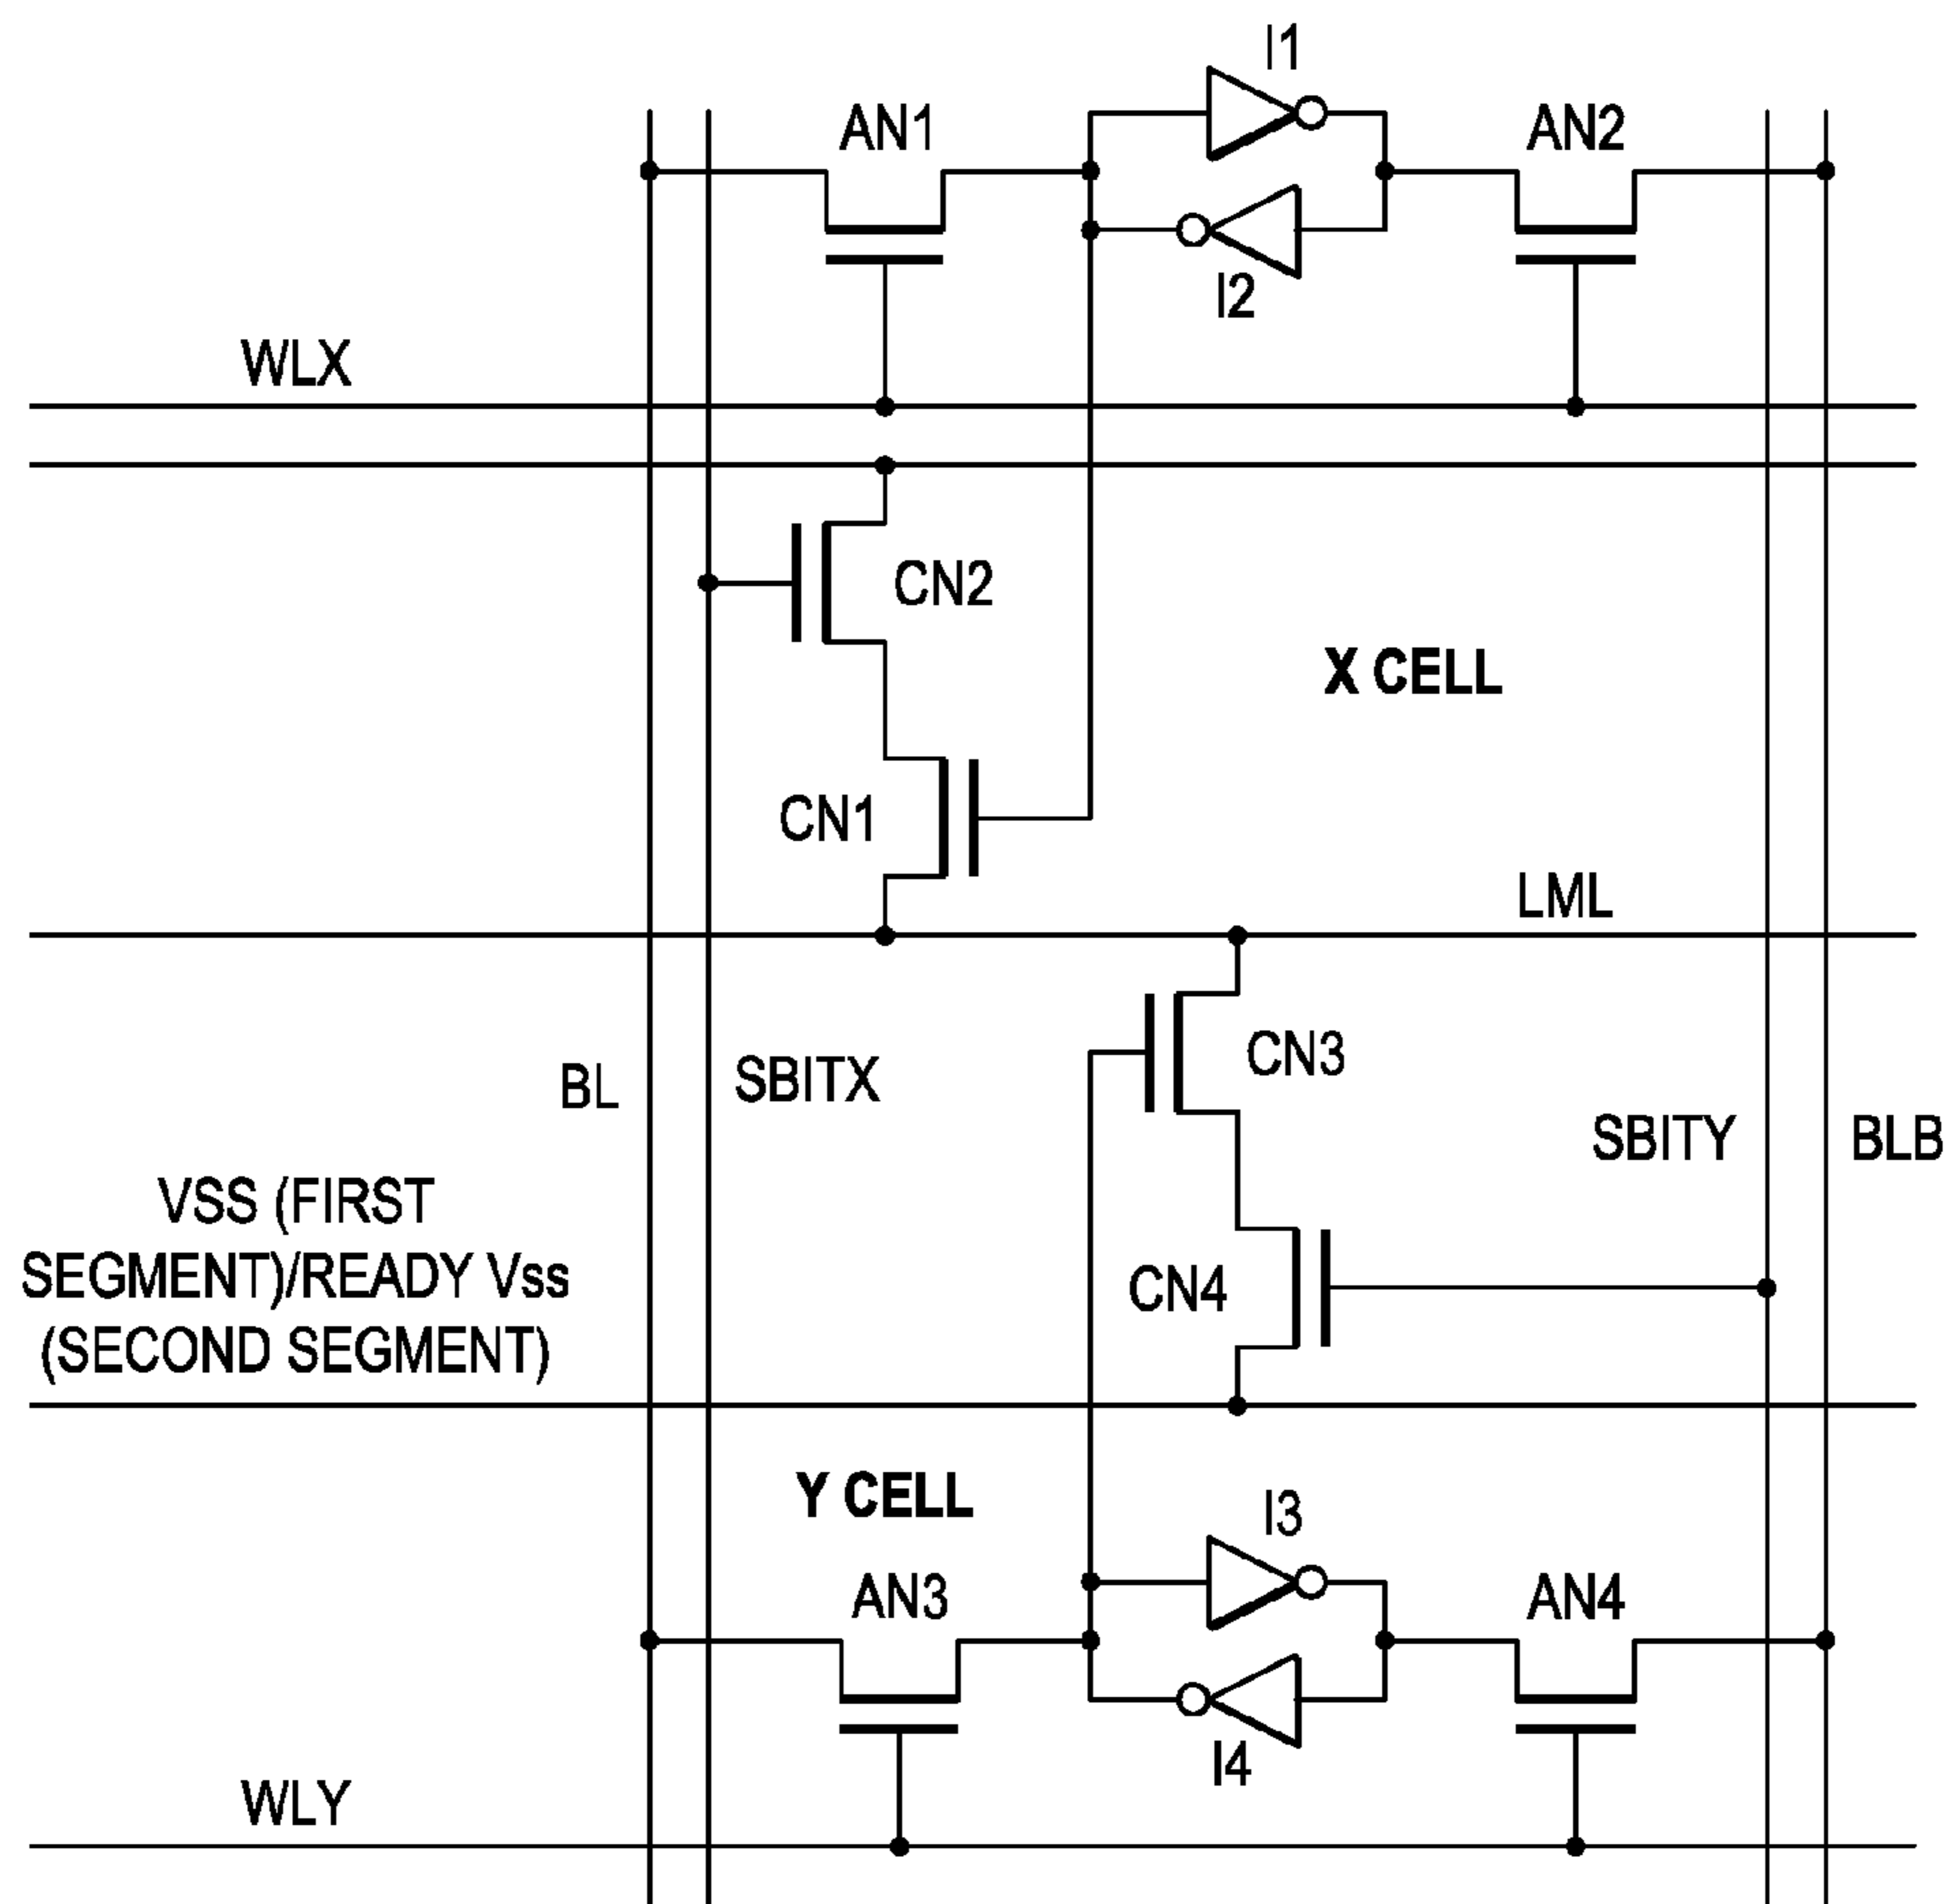 I1
AN1
AN2
I2
WLX
CN2
X CELL
CN1
LML
CN3
BL
SBITX
SBITY
BLB
VSS (FIRST
SEGMENT)/READY Vss
(SECOND SEGMENT)
CN4
Y CELL
I3
AN3
AN4
I4
WLY